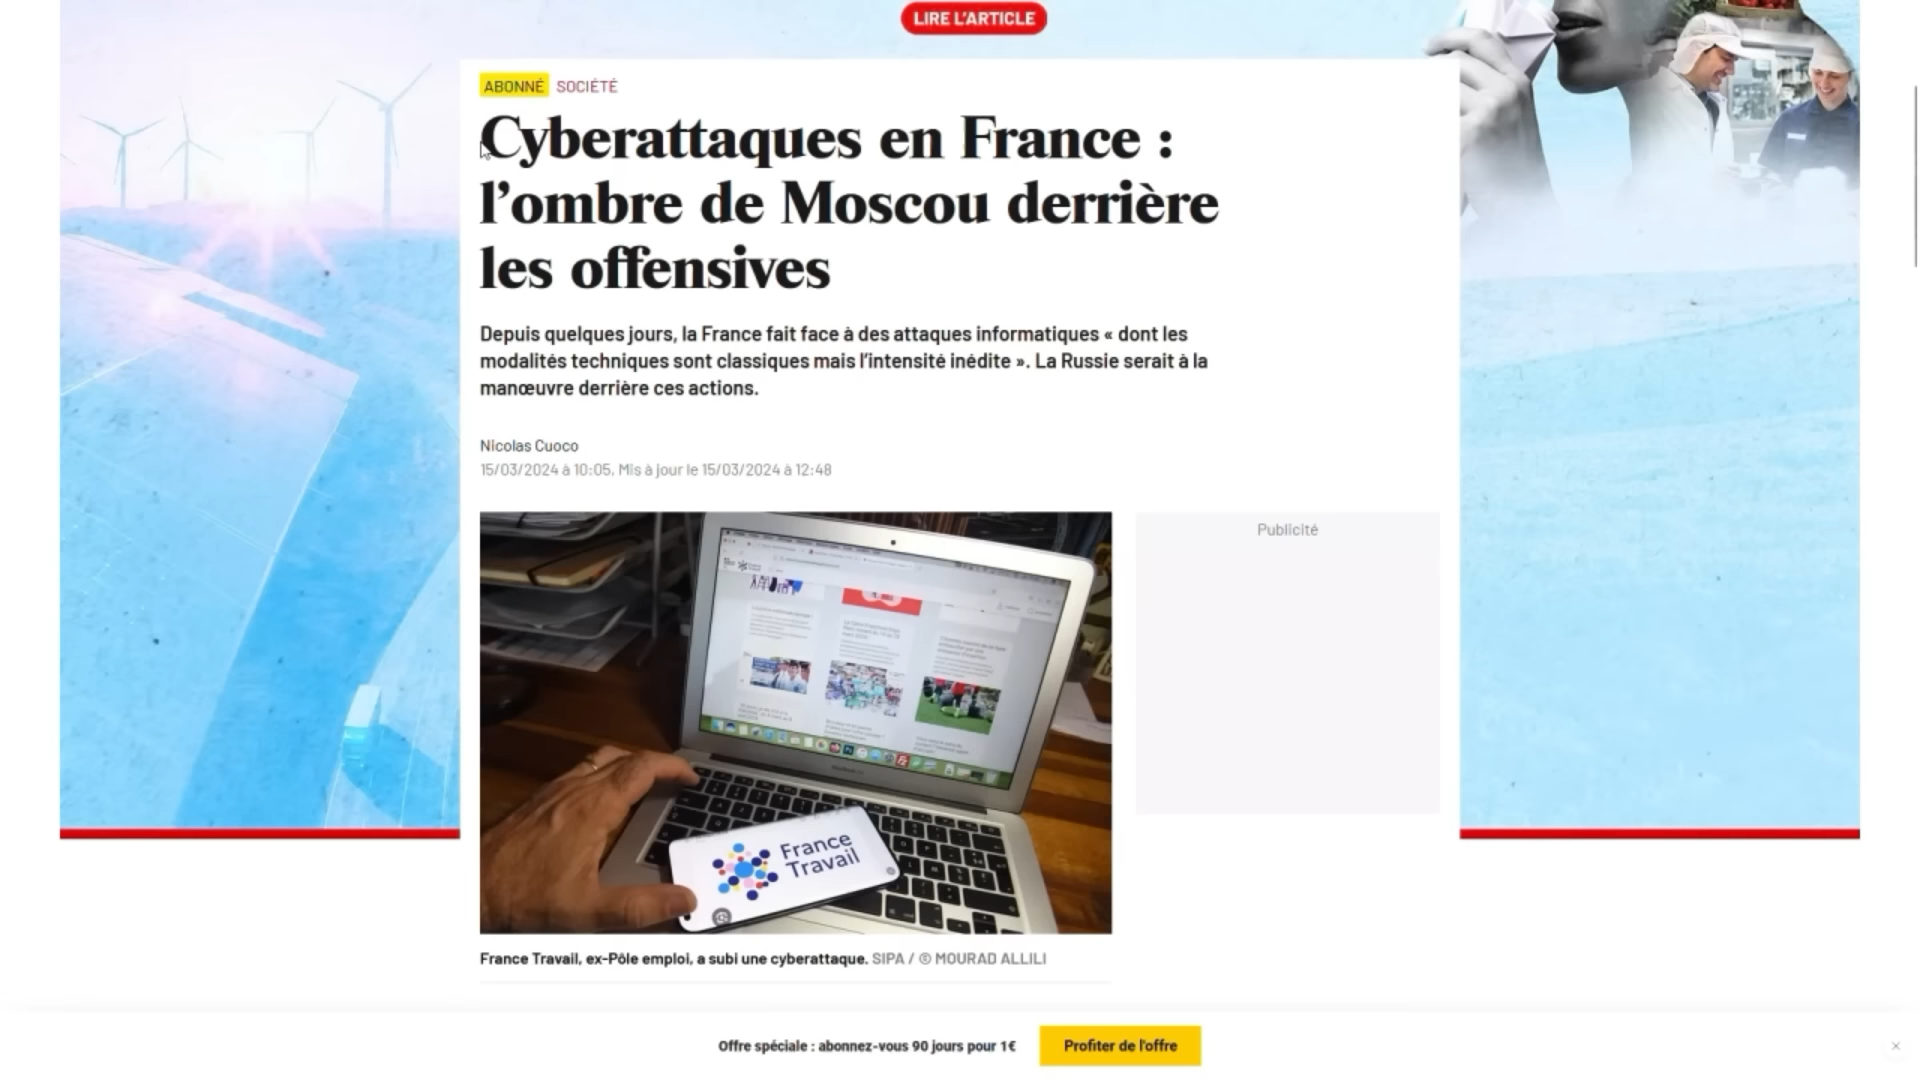 LIRE L'ARTICLE
ABONNÉ SOCIÉTÉ
Cyberattaques en France :
l’ombre de Moscou derrière
les offensives
Depuis quelques jours, la France fait face à des attaques informatiques « dont les
modalités techniques sont classiques mais l’intensité inédite ». La Russie serait à la
manœuvre derrière ces actions.
Nicolas Cuoco
15/03/2024 à 10:05, Mis à jour le 15/03/2024 à 12:48
Publicité
France
Travail
France Travail, ex-Pôle emploi, a subi une cyberattaque. SIPA / © MOURAD ALLILI
Offre spéciale : abonnez-vous 90 jours pour 1€
Profiter de l'offre